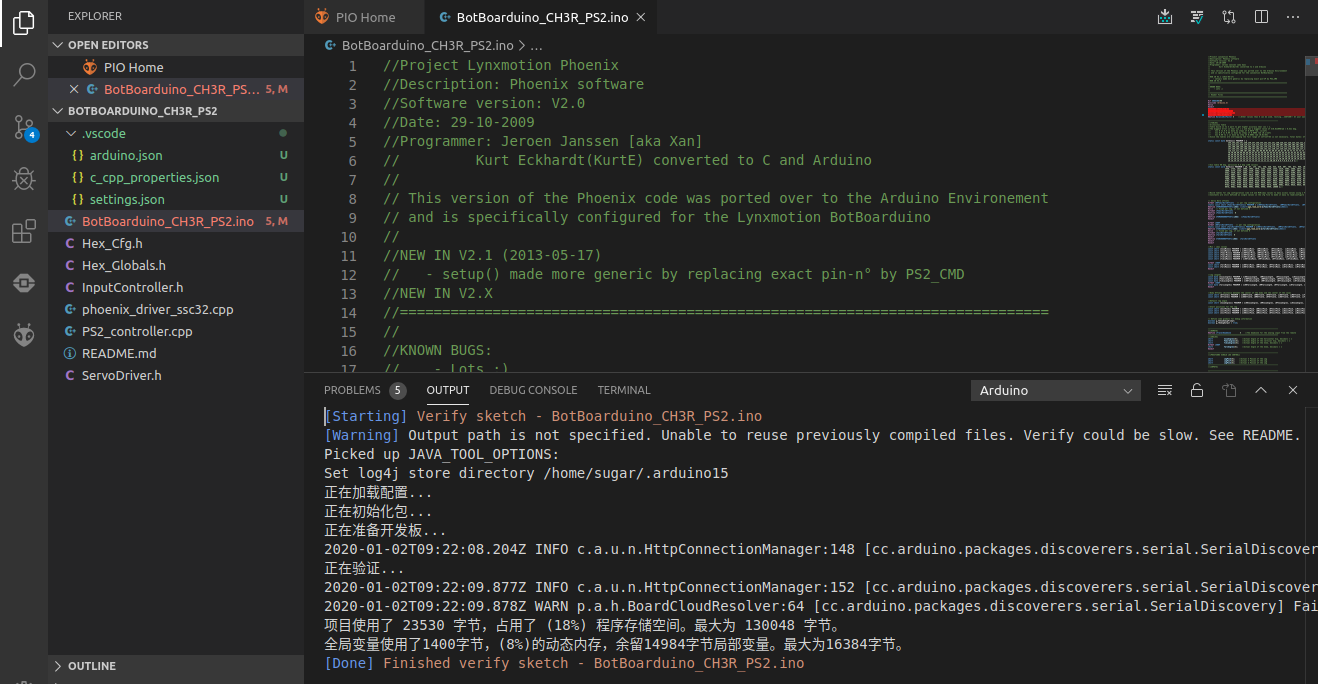 EXPLORER
OPEN EDITORS
PIO Home
BotBoarduino_CH3R_PS... 5, M
BOTBOARDUINO_CH3R_PS2
.vscode
{} arduino.json U
{} c_cpp_properties.json U
{} settings.json U
BotBoarduino_CH3R_PS2.ino 5, M
C Hex_Cfg.h
C Hex_Globals.h
C InputController.h
phoenix_driver_ssc32.cpp
PS2_controller.cpp
README.md
C ServoDriver.h
OUTLINE
4
PIO Home
BotBoarduino_CH3R_PS2.ino
BotBoarduino_CH3R_PS2.ino > ...
1 //Project Lynxmotion Phoenix
2 //Description: Phoenix software
3 //Software version: V2.0
4 //Date: 29-10-2009
5 //Programmer: Jeroen Janssen [aka Xan]
6 //         Kurt Eckhardt(KurtE) converted to C and Arduino
7 //
8 // This version of the Phoenix code was ported over to the Arduino Environement
9 // and is specifically configured for the Lynxmotion BotBoarduino
10 //
11 //NEW IN V2.1 (2013-05-17)
12 //   - setup() made more generic by replacing exact pin-n° by PS2_CMD
13 //NEW IN V2.X
14 //=============================================================================
15 //
16 //KNOWN BUGS:
17 //    - Lots ;)
PROBLEMS 5 OUTPUT DEBUG CONSOLE TERMINAL Arduino
[Starting] Verify sketch - BotBoarduino_CH3R_PS2.ino
[Warning] Output path is not specified. Unable to reuse previously compiled files. Verify could be slow. See README.
Picked up JAVA_TOOL_OPTIONS:
Set log4j store directory /home/sugar/.arduino15
正在加载配置...
正在初始化包...
正在准备开发板...
2020-01-02T09:22:08.204Z INFO c.a.u.n.HttpConnectionManager:148 [cc.arduino.packages.discoverers.serial.SerialDiscover
正在验证...
2020-01-02T09:22:09.877Z INFO c.a.u.n.HttpConnectionManager:152 [cc.arduino.packages.discoverers.serial.SerialDiscover
2020-01-02T09:22:09.878Z WARN p.a.h.BoardCloudResolver:64 [cc.arduino.packages.discoverers.serial.SerialDiscovery] Fai
项目使用了 23530 字节，占用了 (18%) 程序存储空间。最大为 130048 字节。
全局变量使用了1400字节，(8%)的动态内存，余留14984字节局部变量。最大为16384字节。
[Done] Finished verify sketch - BotBoarduino_CH3R_PS2.ino